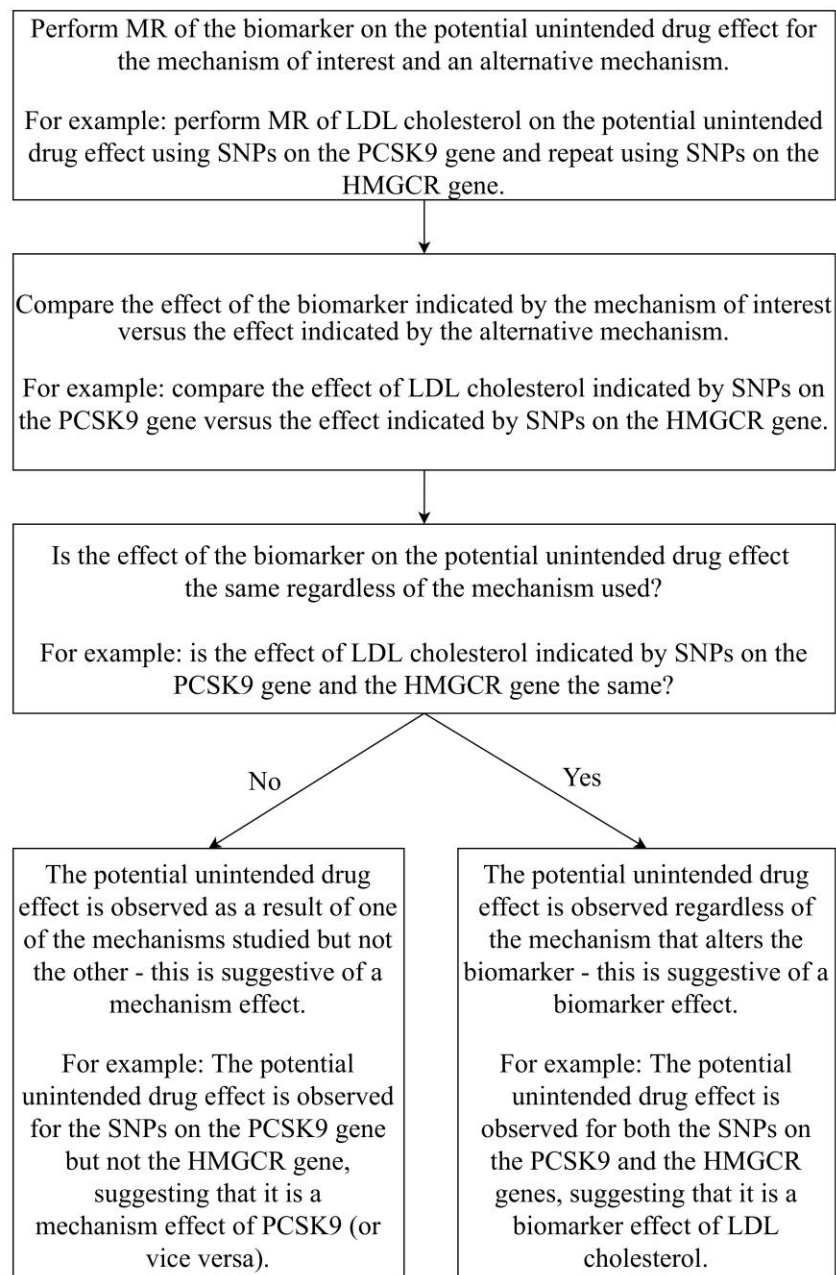 Perform MR of the biomarker on the potential unintended drug effect for
the mechanism of interest and an alternative mechanism.
For example: perform MR of LDL cholesterol on the potential unintended
drug effect using SNPs on the PCSK9 gene and repeat using SNPs on the
HMGCR gene.
Compare the effect of the biomarker indicated by the mechanism of interest
versus the effect indicated by the alternative mechanism.
For example: compare the effect of LDL cholesterol indicated by SNPs on
the PCSK9 gene versus the effect indicated by SNPs on the HMGCR gene.
Is the effect of the biomarker on the potential unintended drug effect
the same regardless of the mechanism used?
For example: is the effect of LDL cholesterol indicated by SNPs on the
PCSK9 gene and the HMGCR gene the same?
No
Yes
The potential unintended drug
effect is observed as a result of one
of the mechanisms studied but not
the other - this is suggestive of a
mechanism effect.
For example: The potential
unintended drug effect is observed
for the SNPs on the PCSK9 gene
but not the HMGCR gene,
suggesting that it is a
mechanism effect of PCSK9 (or
vice versa).
The potential unintended drug
effect is observed regardless of
the mechanism that alters the
biomarker - this is suggestive of a
biomarker effect.
For example: The potential
unintended drug effect is
observed for both the SNPs on
the PCSK9 and the HMGCR
genes, suggesting that it is a
biomarker effect of LDL
cholesterol.